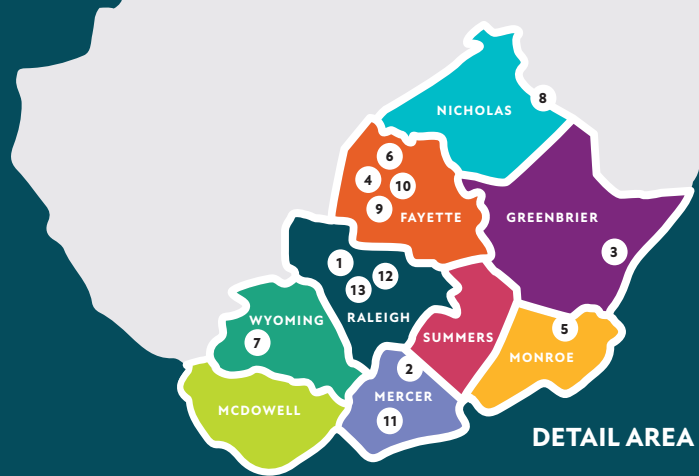 8
NICHOLAS
6
4
10
9
FAYETTE
GREENBRIER
3
1
12
13
RALEIGH
WYOMING
7
SUMMERS
5
MONROE
2
MERCER
11
MCDOWELL
DETAIL AREA